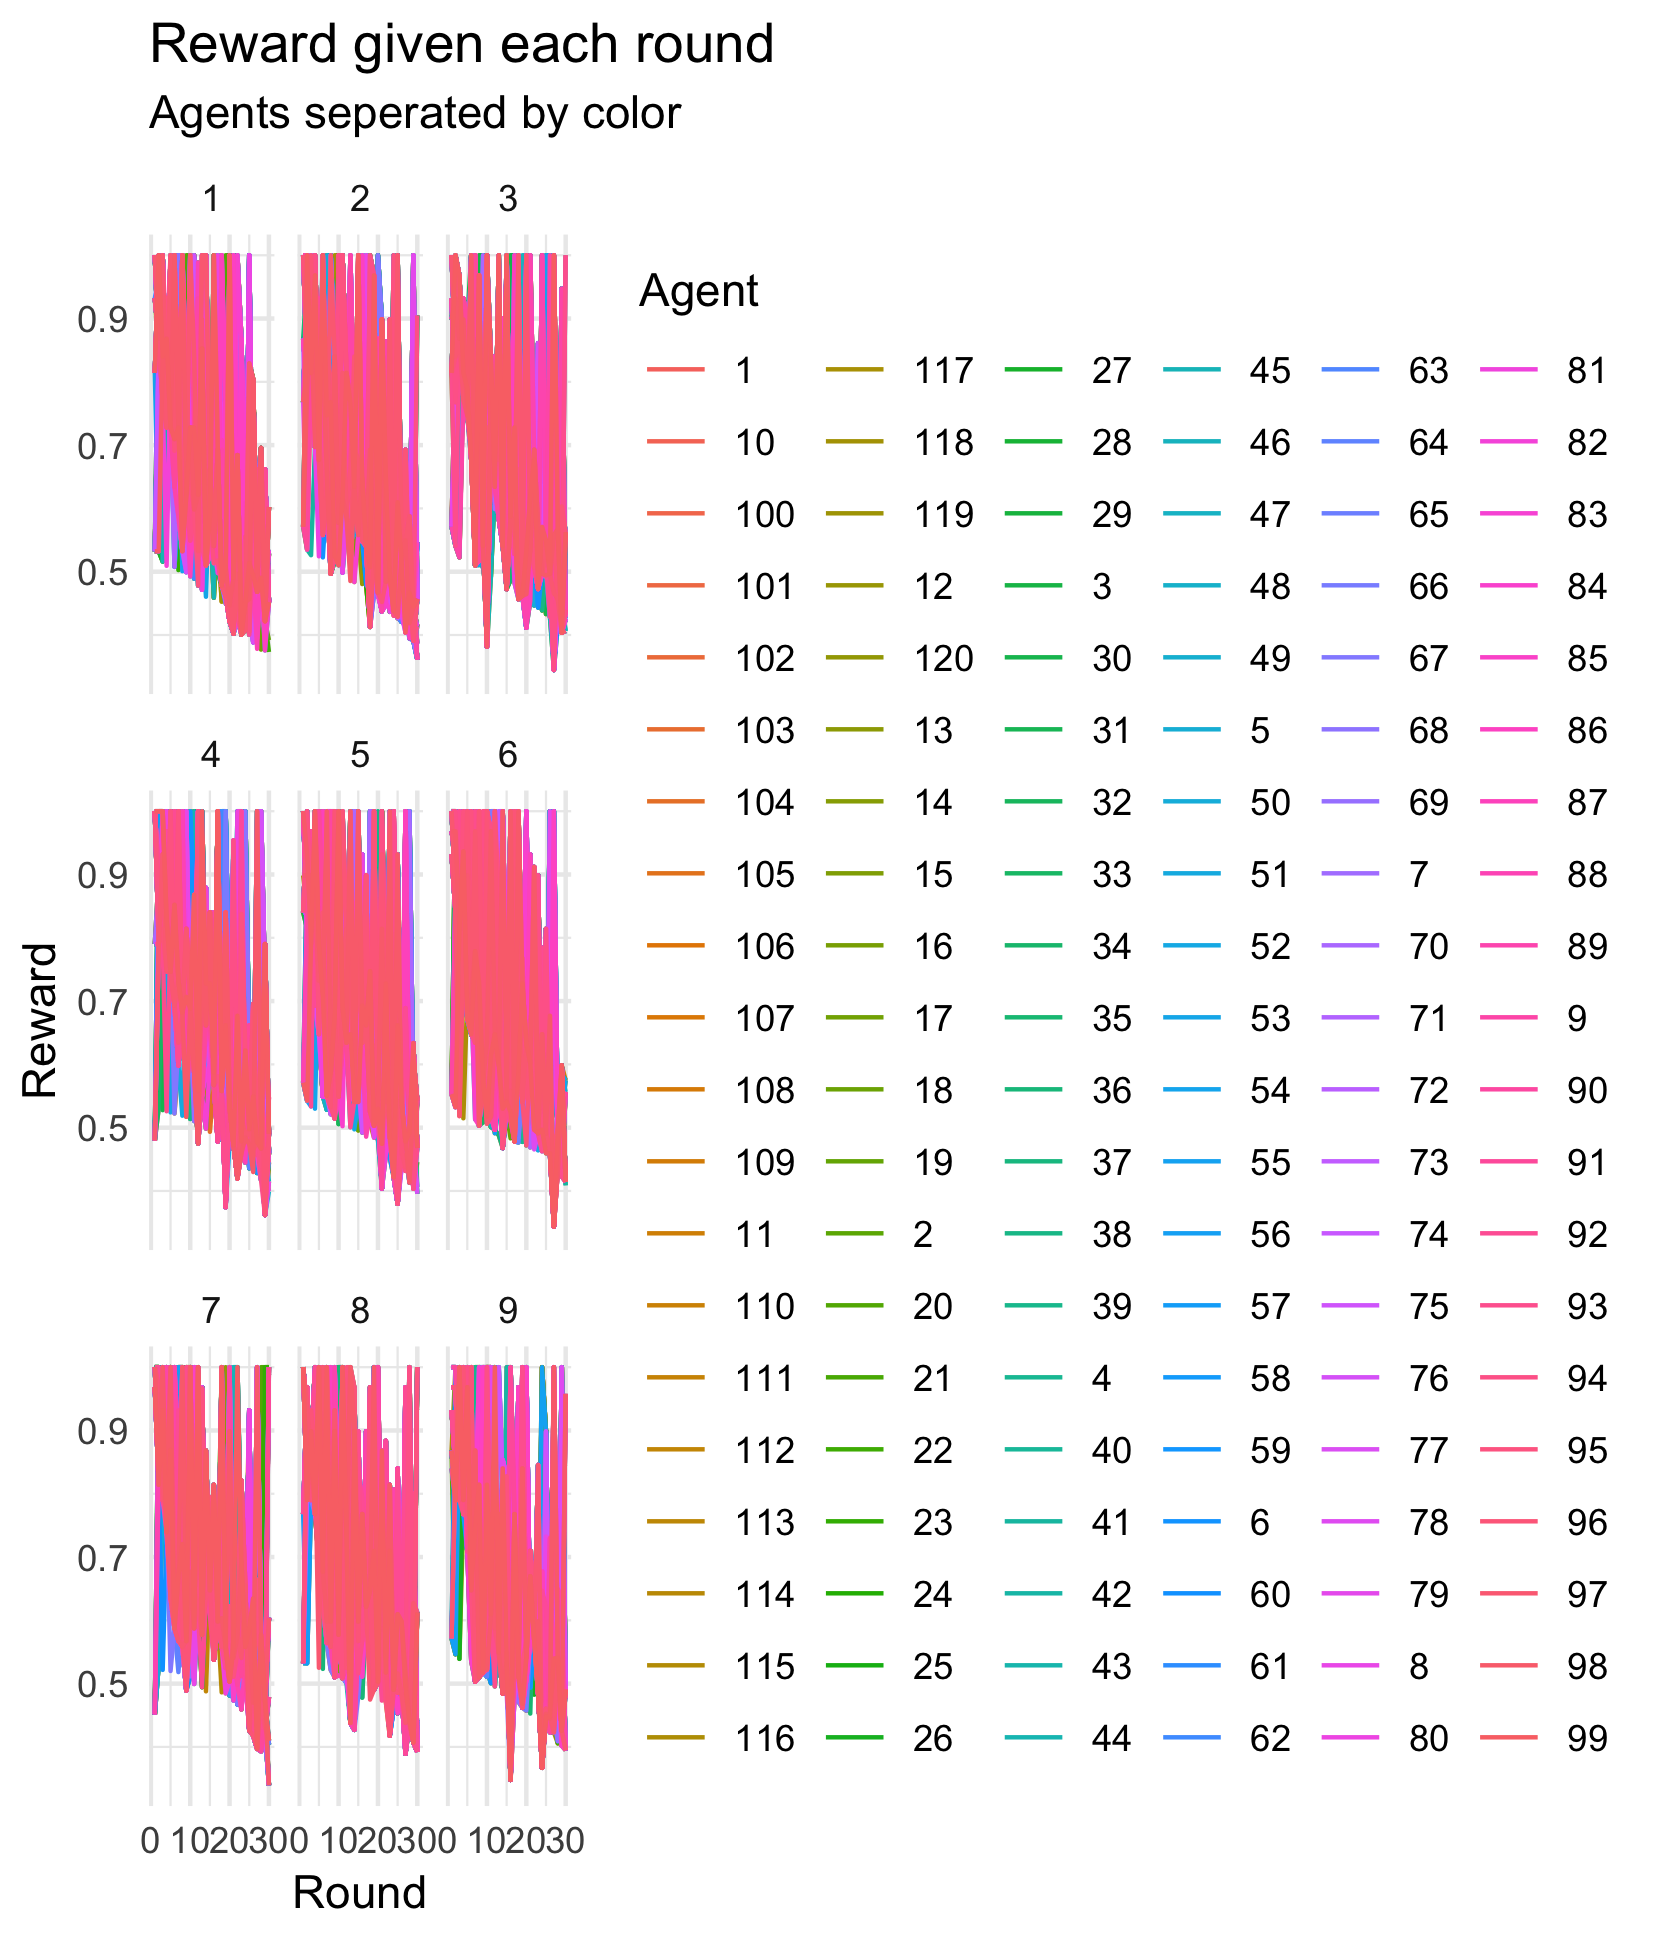 Reward given each round
Agents seperated by color
1 2 3
0.9
0.7
0.5
4 5 6
0.9
0.7
0.5
7 8 9
0.9
0.7
0.5
0 10 20 30 0 10 20 30 0 10 20 30
Round
Reward
Agent
1 117 27 45 63 81
10 118 28 46 64 82
100 119 29 47 65 83
101 12 3 48 66 84
102 120 30 49 67 85
103 13 31 5 68 86
104 14 32 50 69 87
105 15 33 51 7 88
106 16 34 52 70 89
107 17 35 53 71 9
108 18 36 54 72 90
109 19 37 55 73 91
11 2 38 56 74 92
110 20 39 57 75 93
111 21 4 58 76 94
112 22 40 59 77 95
113 23 41 6 78 96
114 24 42 60 79 97
115 25 43 61 8 98
116 26 44 62 80 99